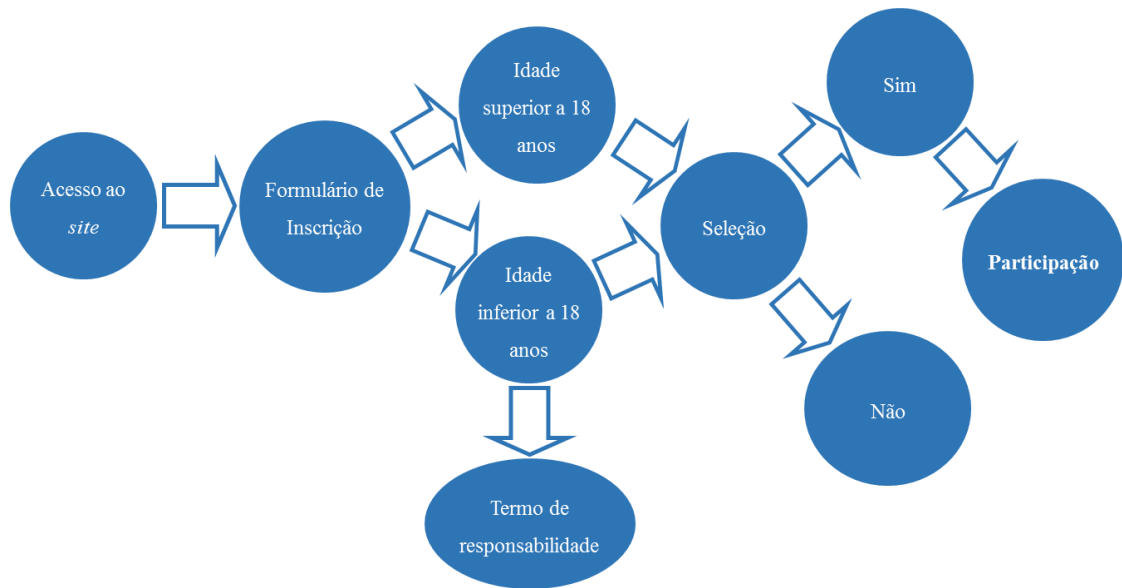 Acesso ao
site
Formulário de
Inscrição
Idade
superior a 18
anos
Idade
inferior a 18
anos
Termo de
responsabilidade
Seleção
Sim
Não
Participação